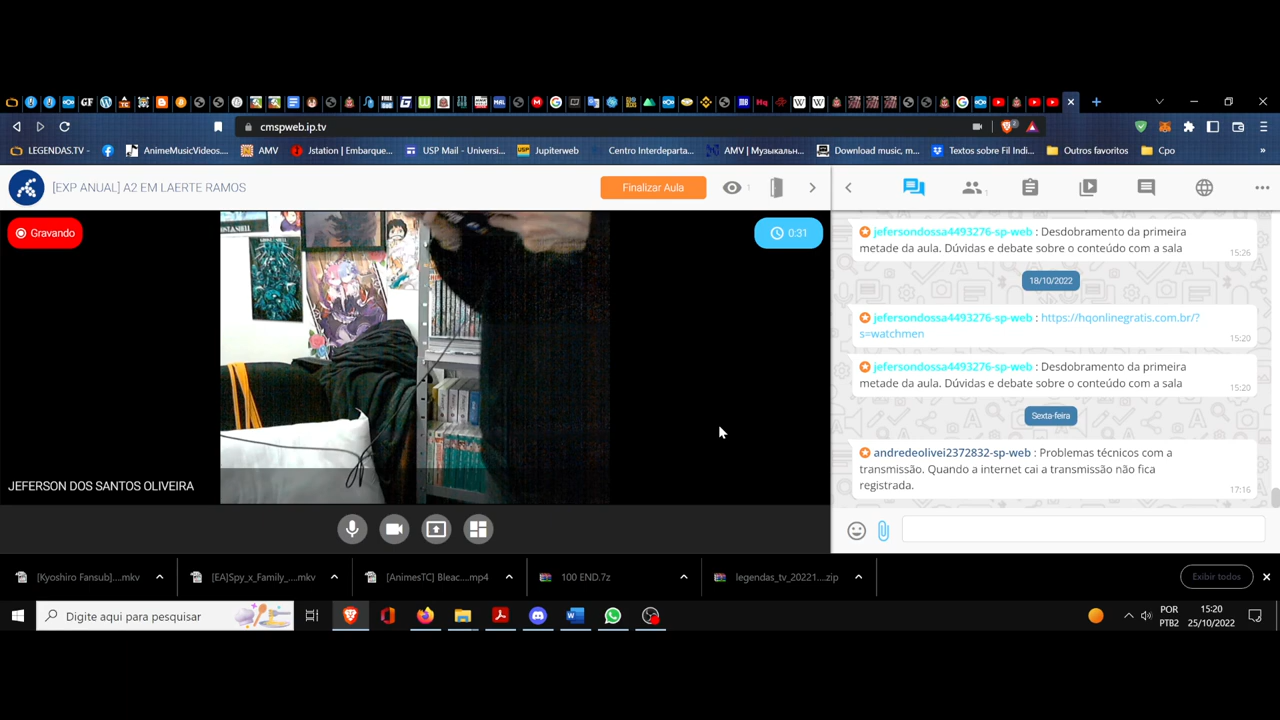 cmspweb.ip.tv
2
LEGENDAS.TV -
AnimeMusicVideos...
AMV
Jstation | Embarque...
USP Mail - Universi...
Jupiterweb
Centro Interdeparta...
AMV | Музыкальн...
Download music, m...
Textos sobre Fil Indi...
Outros favoritos
Cpo
»
[EXP ANUAL] A2 EM LAERTE RAMOS
Finalizar Aula
1
1
Gravando
0:31
jefersondossa4493276-sp-web : Desdobramento da primeira
metade da aula. Dúvidas e debate sobre o conteúdo com a sala
15:26
18/10/2022
jefersondossa4493276-sp-web : https://hqonlinegratis.com.br/?
s=watchmen
15:20
jefersondossa4493276-sp-web : Desdobramento da primeira
metade da aula. Dúvidas e debate sobre o conteúdo com a sala
15:20
Sexta-feira
andredeolivei2372832-sp-web : Problemas técnicos com a
transmissão. Quando a internet cai a transmissão não fica
registrada.
17:16
JEFERSON DOS SANTOS OLIVEIRA
[Kyoshiro Fansub]....mkv
[EA]Spy_x_Family_....mkv
[AnimesTC] Bleac....mp4
100 END.7z
legendas_tv_20221....zip
Exibir todos
Digite aqui para pesquisar
POR
PTB2
15:20
25/10/2022